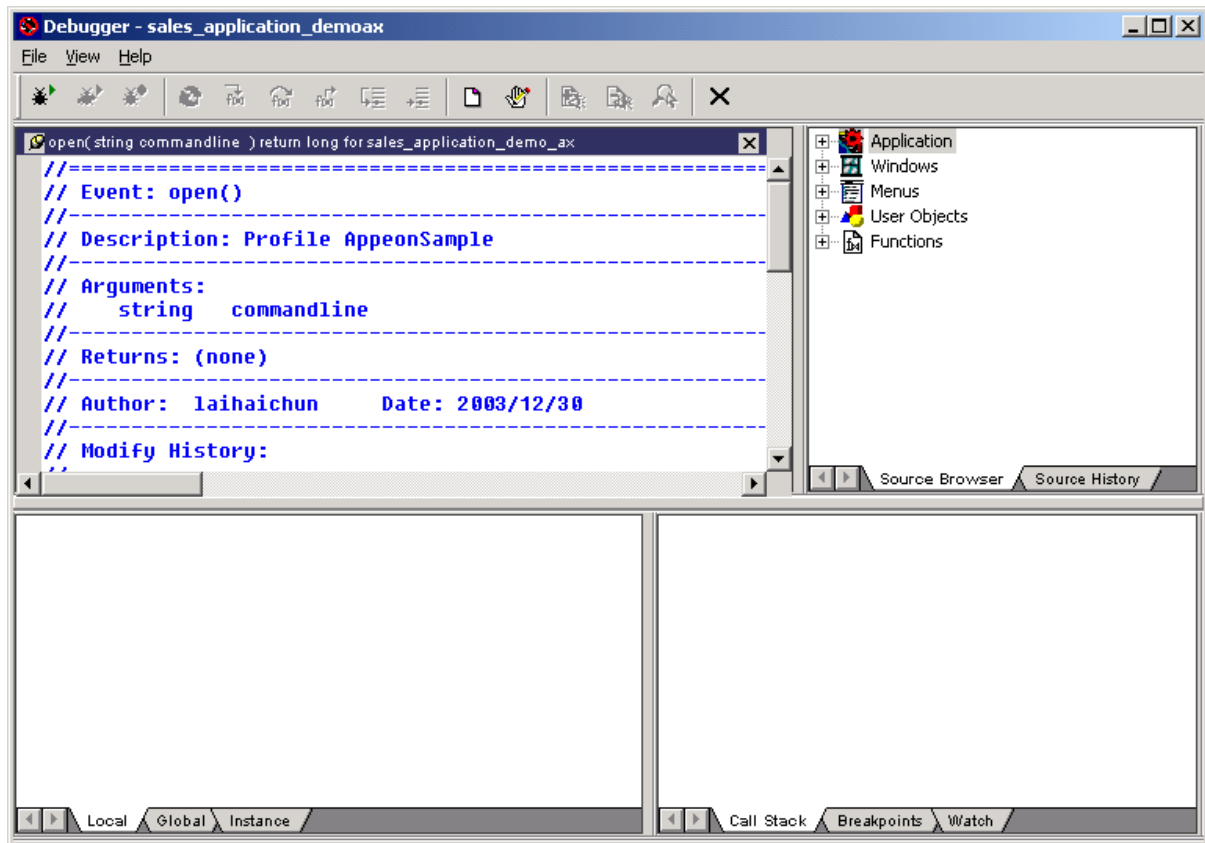 Debugger - sales_application_demoax
File View Help
open( string commandline ) return long for sales_application_demo_ax
//========================================================
// Event: open()
//--------------------------------------------------------
// Description: Profile AppeonSample
//--------------------------------------------------------
// Arguments:
// string commandline
//--------------------------------------------------------
// Returns: (none)
//--------------------------------------------------------
// Author: laihaichun Date: 2003/12/30
//--------------------------------------------------------
// Modify History:
Application
Windows
Menus
User Objects
Functions
Source Browser Source History
Local Global Instance
Call Stack Breakpoints Watch